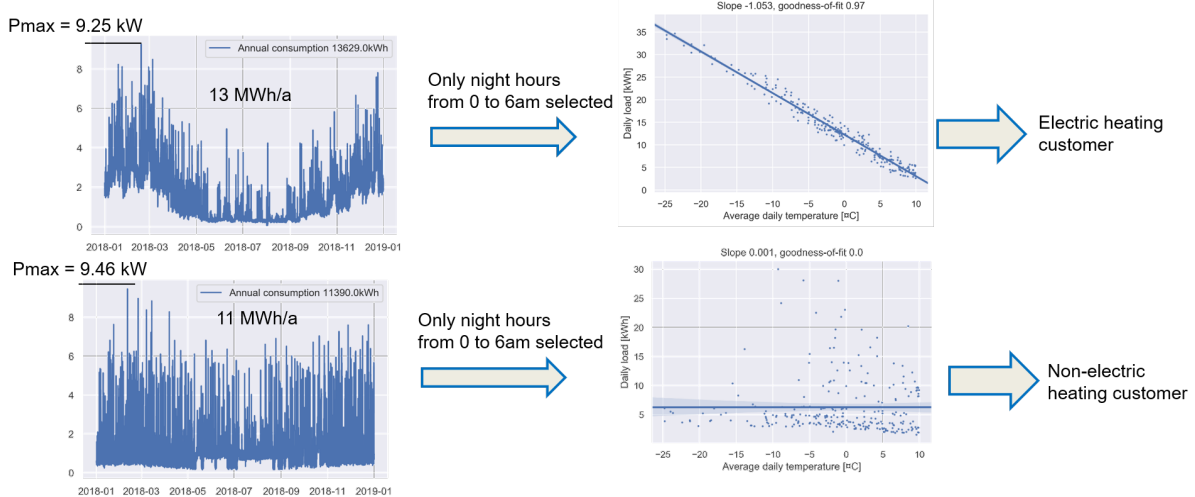 Pmax = 9.25 kW
Annual consumption 13629.0kWh
13 MWh/a
8
6
4
2
0
2018-01 2018-03 2018-05 2018-07 2018-09 2018-11 2019-01
Only night hours
from 0 to 6am selected
Slope -1.053, goodness-of-fit 0.97
Daily load [kWh]
35
30
25
20
15
10
5
0
−25 −20 −15 −10 −5 0 5 10
Average daily temperature [¤C]
Electric heating
customer
Pmax = 9.46 kW
Annual consumption 11390.0kWh
11 MWh/a
8
6
4
2
0
2018-01 2018-03 2018-05 2018-07 2018-09 2018-11 2019-01
Only night hours
from 0 to 6am selected
Slope 0.001, goodness-of-fit 0.0
Daily load [kWh]
30
25
20
15
10
5
−25 −20 −15 −10 −5 0 5 10
Average daily temperature [¤C]
Non-electric
heating customer